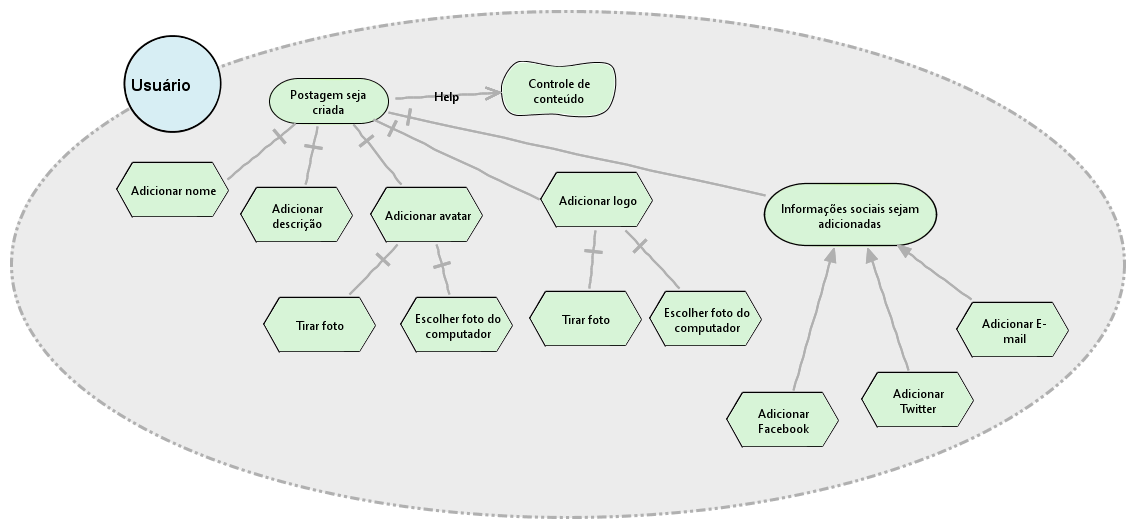 Usuário
Postagem seja
criada
Help
Controle de
conteúdo
Adicionar nome
Adicionar
descrição
Adicionar avatar
Adicionar logo
Informações sociais sejam
adicionadas
Tirar foto
Escolher foto do
computador
Tirar foto
Escolher foto do
computador
Adicionar E-
mail
Adicionar
Twitter
Adicionar
Facebook